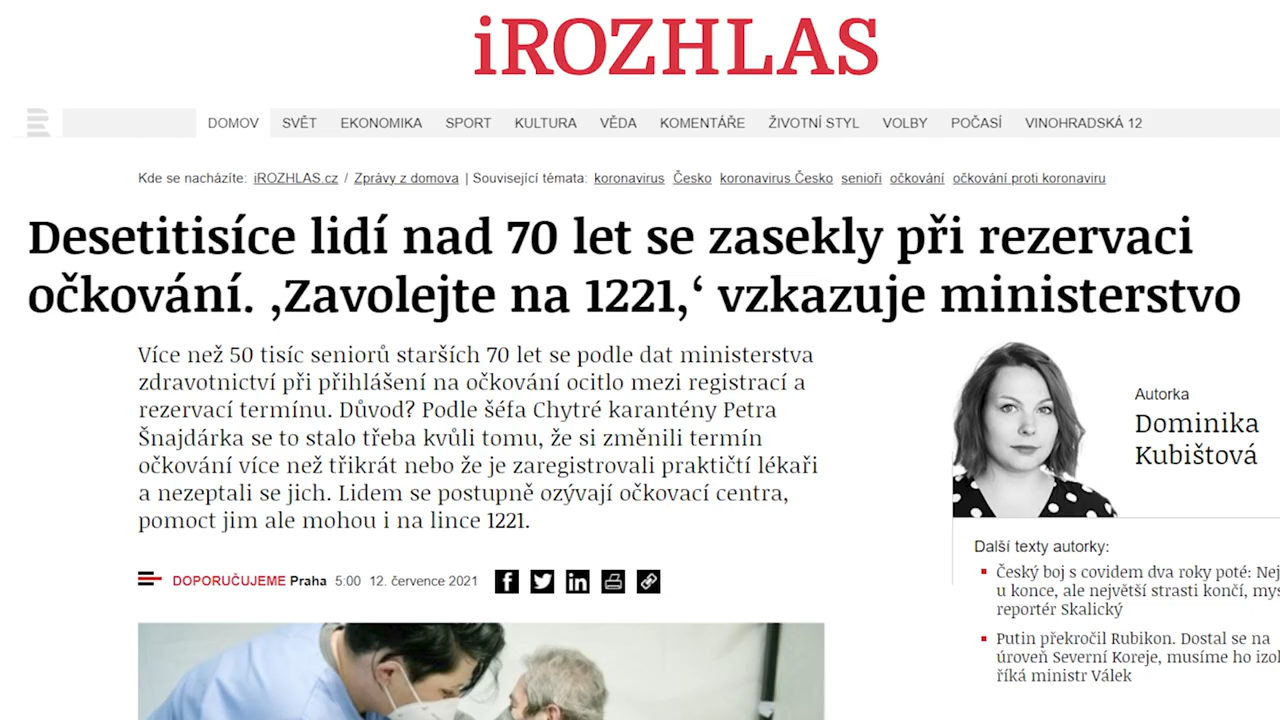 iROZHLAS
DOMOV SVĚT EKONOMIKA SPORT KULTURA VĚDA KOMENTÁŘE ŽIVOTNÍ STYL VOLBY POČASÍ VINOHRADSKÁ 12
Kde se nacházíte: iROZHLAS.cz / Zprávy z domova | Související témata: koronavirus Česko koronavirus Česko senioři očkování očkování proti koronaviru
Desetitisíce lidí nad 70 let se zasekly při rezervaci
očkování. ‚Zavolejte na 1221,‘ vzkazuje ministerstvo
Více než 50 tisíc seniorů starších 70 let se podle dat ministerstva
zdravotnictví při přihlášení na očkování ocitlo mezi registrací a
rezervací termínu. Důvod? Podle šéfa Chytré karantény Petra
Šnajdárka se to stalo třeba kvůli tomu, že si změnili termín
očkování více než třikrát nebo že je zaregistrovali praktičtí lékaři
a nezeptali se jich. Lidem se postupně ozývají očkovací centra,
pomoct jim ale mohou i na lince 1221.
DOPORUČUJEME Praha 5:00 12. července 2021
Autorka
Dominika
Kubištová
Další texty autorky:
Český boj s covidem dva roky poté: Nej
u konce, ale největší strasti končí, mys
reportér Skalický
Putin překročil Rubikon. Dostal se na
úroveň Severní Koreje, musíme ho izol
říká ministr Válek